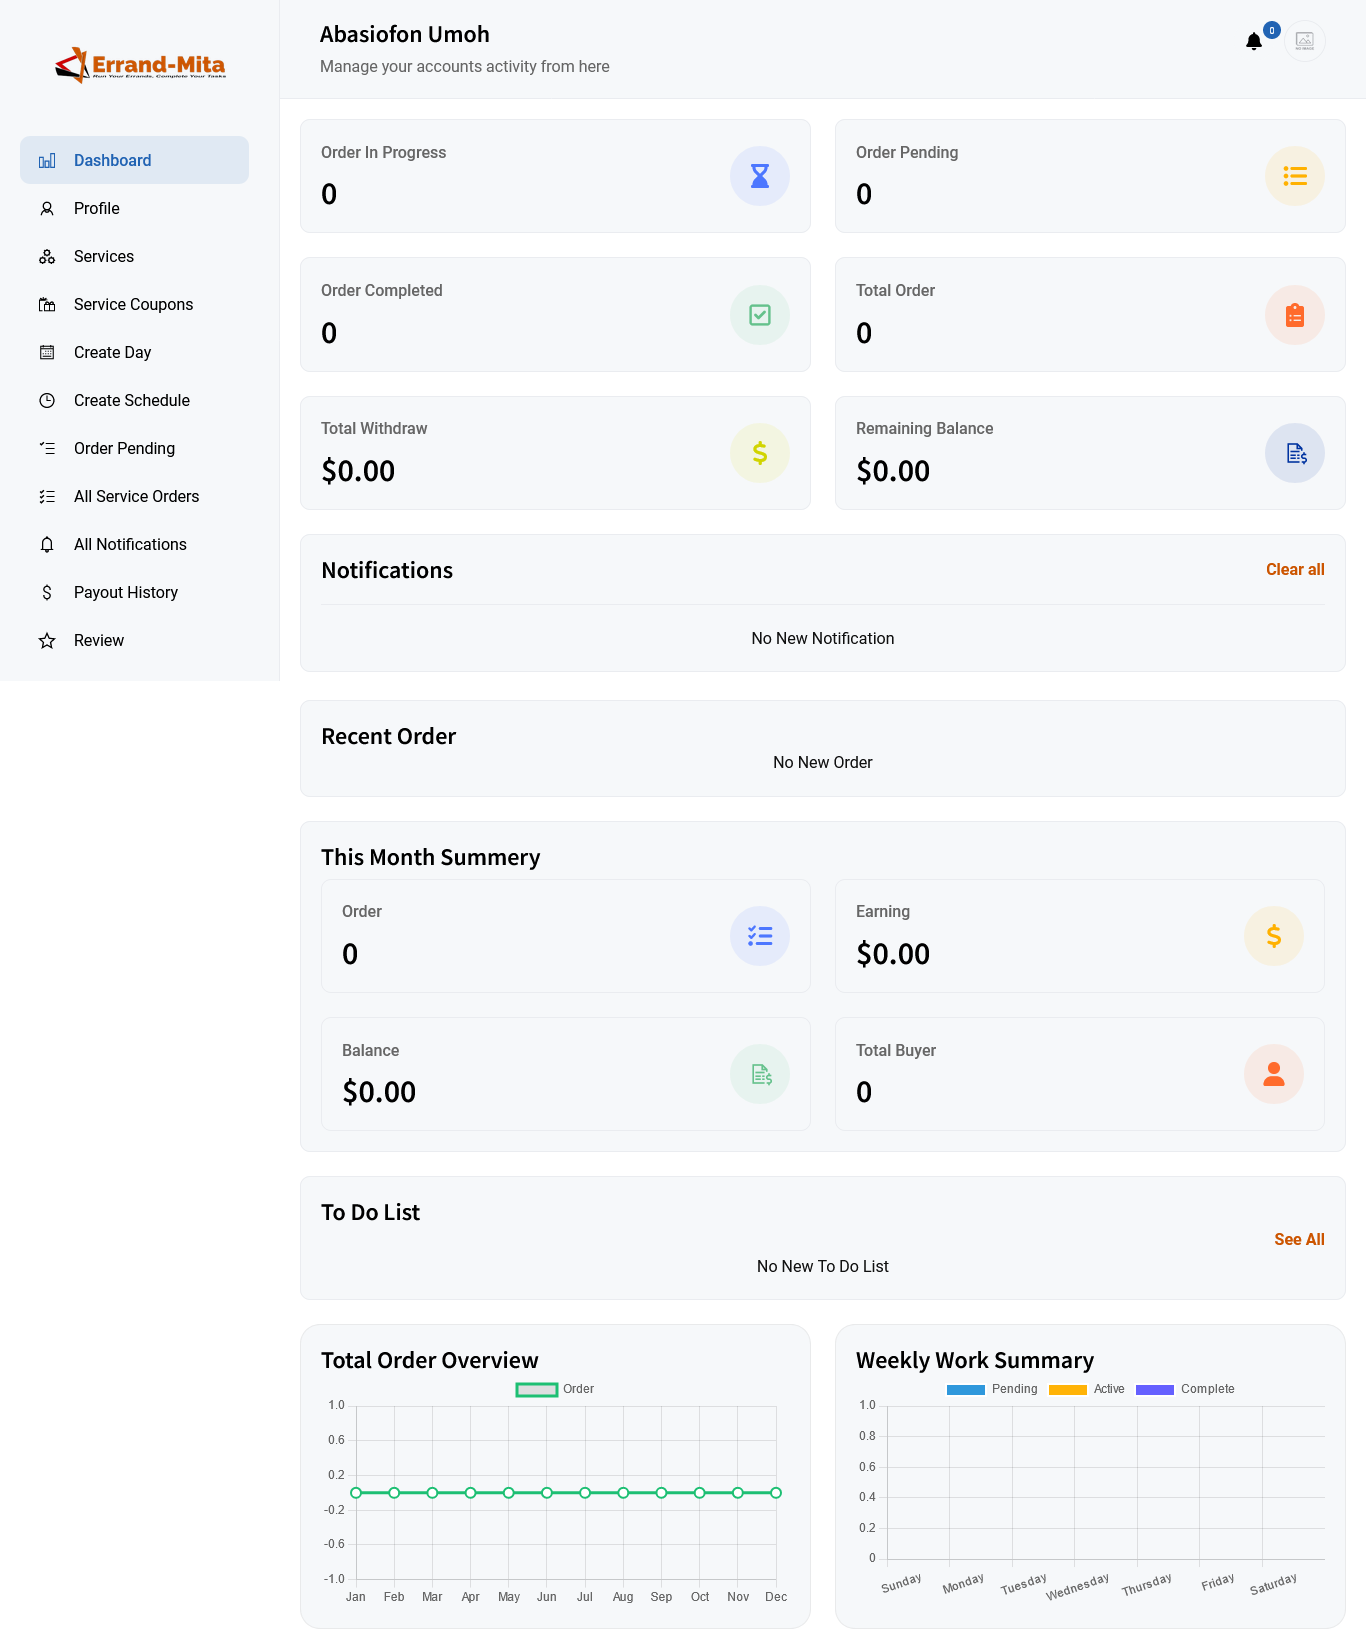 Errand-Mita
Run Your Errands, Complete Your Tasks
Dashboard
Profile
Services
Service Coupons
Create Day
Create Schedule
Order Pending
All Service Orders
All Notifications
Payout History
Review
Abasiofon Umoh
Manage your accounts activity from here
0
NO IMAGE
Order In Progress
0
Order Pending
0
Order Completed
0
Total Order
0
Total Withdraw
$0.00
Remaining Balance
$0.00
Notifications
Clear all
No New Notification
Recent Order
No New Order
This Month Summery
Order
0
Earning
$0.00
Balance
$0.00
Total Buyer
0
To Do List
See All
No New To Do List
Total Order Overview
Order
1.0
0.6
0.2
-0.2
-0.6
-1.0
Jan Feb Mar Apr May Jun Jul Aug Sep Oct Nov Dec
Weekly Work Summary
Pending Active Complete
1.0
0.8
0.6
0.4
0.2
0
Sunday Monday Tuesday Wednesday Thursday Friday Saturday